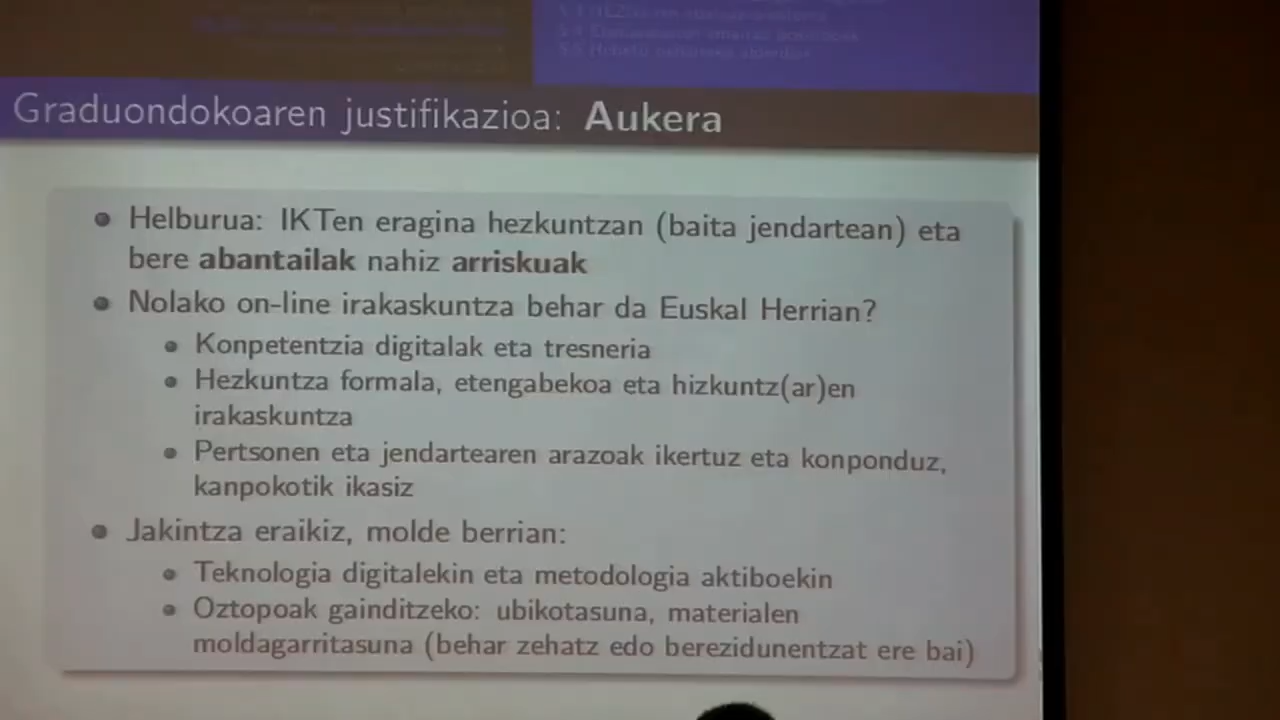 Graduondokoaren justifikazioa: Aukera
Helburua: IKTen eragina hezkuntzan (baita jendartean) eta
bere abantailak nahiz arriskuak
Nolako on-line irakaskuntza behar da Euskal Herrian?
Konpetentzia digitalak eta tresneria
Hezkuntza formala, etengabekoa eta hizkuntz(ar)en
irakaskuntza
Pertsonen eta jendartearen arazoak ikertuz eta konponduz,
kanpokotik ikasiz
Jakintza eraikiz, molde berrian:
Teknologia digitalekin eta metodologia aktiboekin
Oztopoak gainditzeko: ubikotasuna, materialen
moldagarritasuna (behar zehatz edo berezidunentzat ere bai)